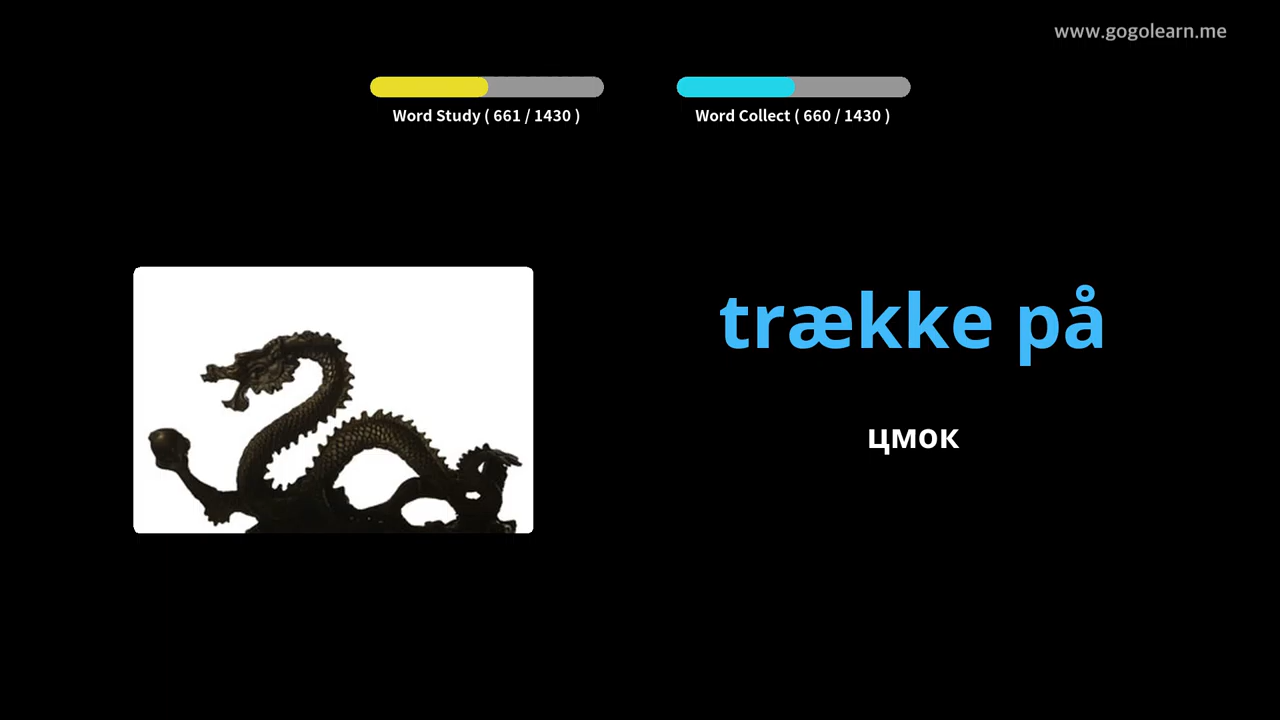 www.gogolearn.me
Word Study ( 661 / 1430 )
Word Collect ( 660 / 1430 )
trække på
цмок